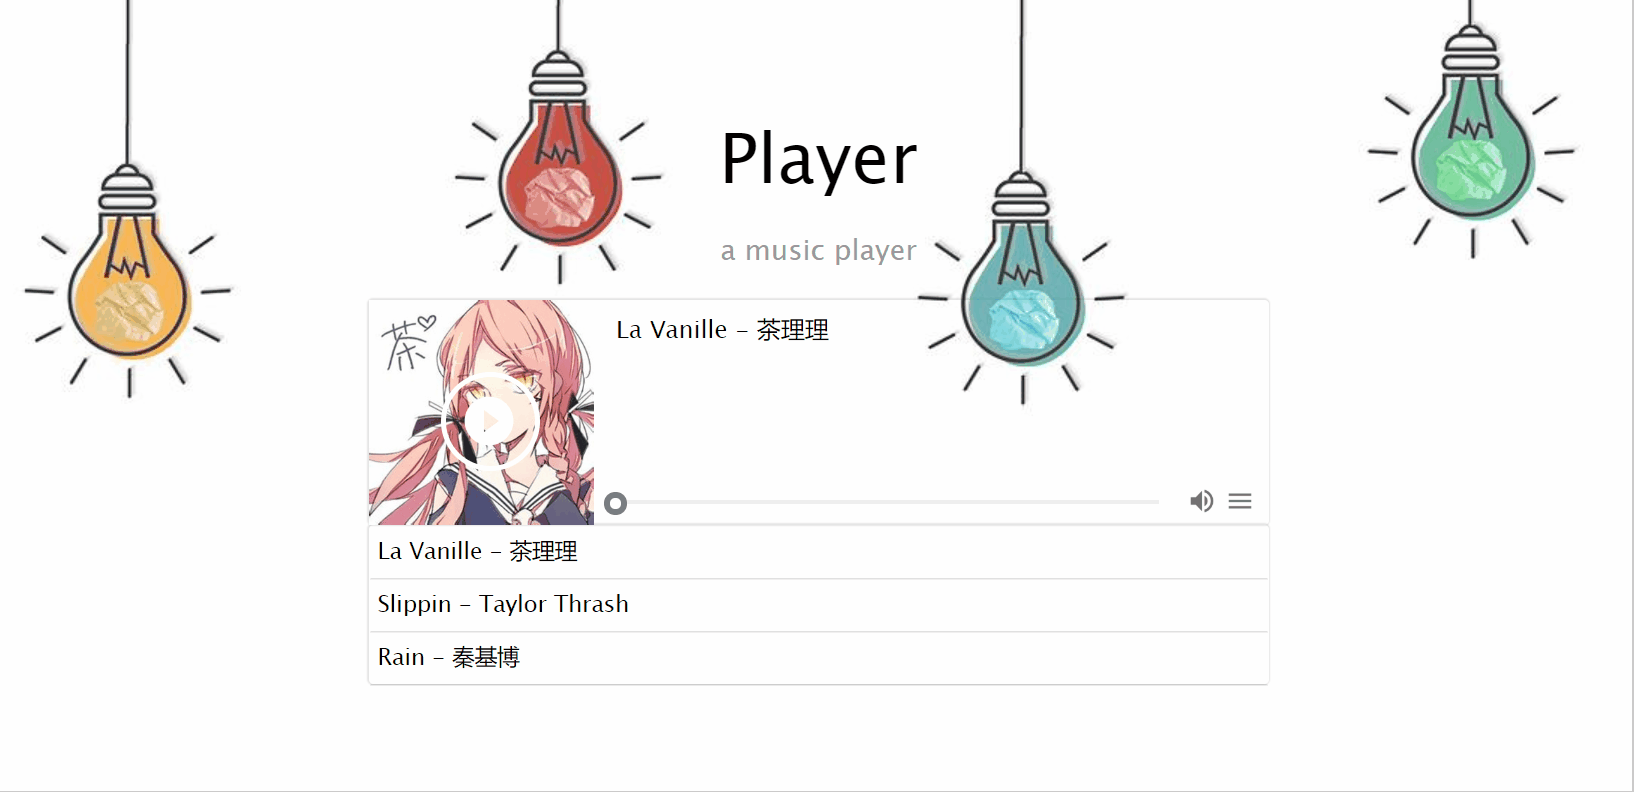 Player
a music player
茶
La Vanille - 茶理理
La Vanille - 茶理理
Slippin - Taylor Thrash
Rain - 秦基博